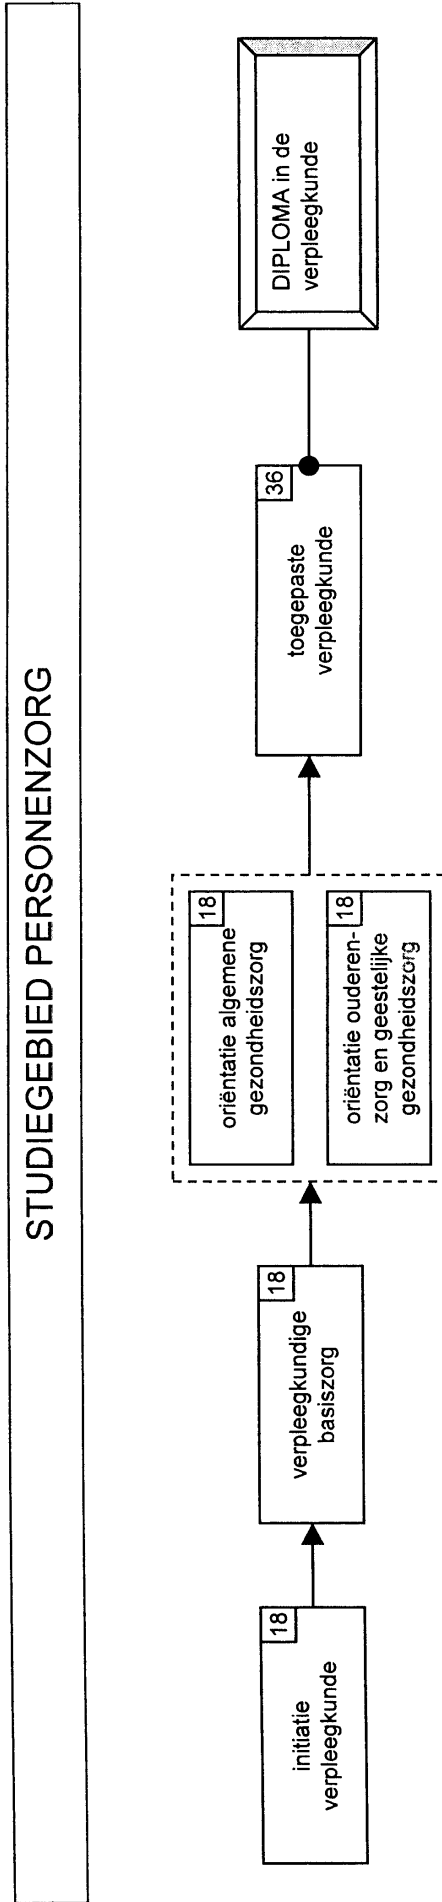 STUDIEGEBIED PERSONENZORG
18
initiatie
verpleegkunde
18
verpleegkundige
basiszorg
18
oriëntatie algemene
gezondheidszorg
18
oriëntatie ouderen-
zorg en geestelijke
gezondheidszorg
36
toegepaste
verpleegkunde
DIPLOMA in de
verpleegkunde